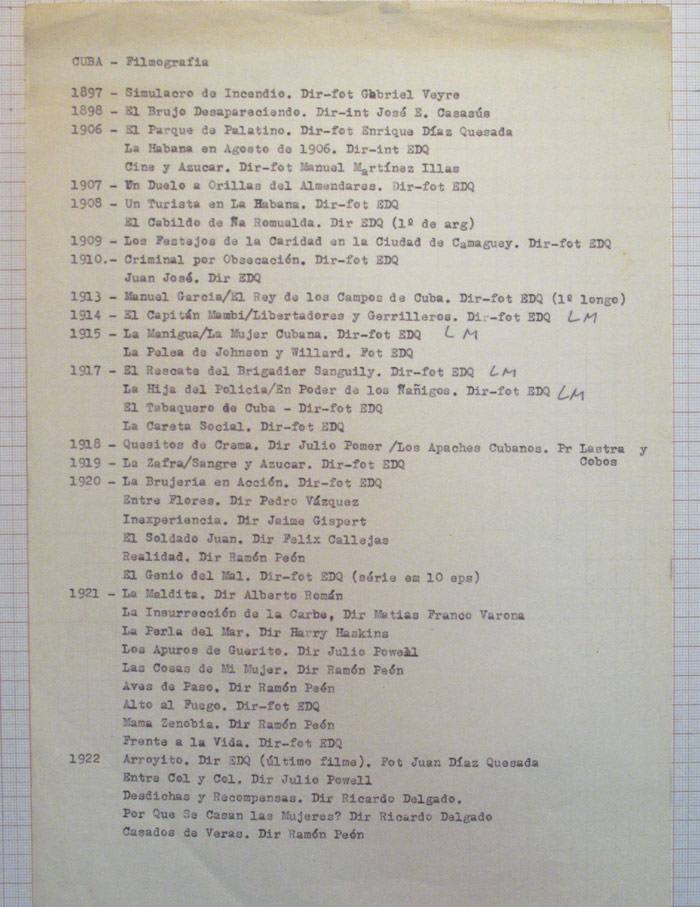 CUBA - Filmografia
1897 - Simulacro de Incendio. Dir-fot Gabriel Veyre
1898 - El Brujo Desapareciendo. Dir-int José E. Casasús
1906 - El Parque de Palatino. Dir-fot Enrique Díaz Quesada
La Habana en Agosto de 1906. Dir-int EDQ
Cine y Azucar. Dir-fot Manuel Martínez Illas
1907 - Un Duelo a Orillas del Almendares. Dir-fot EDQ
1908 - Un Turista en La Habana. Dir-fot EDQ
El Cabildo de Ña Romualda. Dir EDQ (1º de arg)
1909 - Los Festejos de la Caridad en la Ciudad de Camaguey. Dir-fot EDQ
1910.- Criminal por Obsecación. Dir-fot EDQ
Juan José. Dir EDQ
1913 - Manuel Garcia/El Rey de los Campos de Cuba. Dir-fot EDQ (1º longo)
1914 - El Capitán Mambi/Libertadores y Gerrilleros. Dir-fot EDQ LM
1915 - La Manigua/La Mujer Cubana. Dir-fot EDQ LM
La Pelea de Johnson y Willard. Fot EDQ
1917 - El Rescate del Brigadier Sanguily. Dir-fot EDQ LM
La Hija del Policia/En Poder de los Ñañigos. Dir-fot EDQ LM
El Tabaquero de Cuba - Dir-fot EDQ
La Careta Social. Dir-fot EDQ
1918 - Quesitos de Crema. Dir Julio Pomer /Los Apaches Cubanos. Pr Lastra y
Cobos
1919 - La Zafra/Sangre y Azucar. Dir-fot EDQ
1920 - La Brujeria en Acción. Dir-fot EDQ
Entre Flores. Dir Pedro Vázquez
Inexperiencia. Dir Jaime Gispert
El Soldado Juan. Dir Felix Callejas
Realidad. Dir Ramón Peón
El Genio del Mal. Dir-fot EDQ (série em 10 eps)
1921 - La Maldita. Dir Alberto Román
La Insurrección de la Carbe, Dir Matias Franco Varona
La Perla del Mar. Dir Harry Haskins
Los Apuros de Guerito. Dir Julio Powell
Las Cosas de Mi Mujer. Dir Ramón Peón
Aves de Paso. Dir Ramón Peón
Alto al Fuego. Dir-fot EDQ
Mama Zenobia. Dir Ramón Peón
Frente a la Vida. Dir-fot EDQ
1922 Arroyito. Dir EDQ (último filme). Fot Juan Díaz Quesada
Entre Col y Col. Dir Julio Powell
Desdichas y Recompensas. Dir Ricardo Delgado.
Por Que Se Casan las Mujeres? Dir Ricardo Delgado
Casados de Veras. Dir Ramón Peón